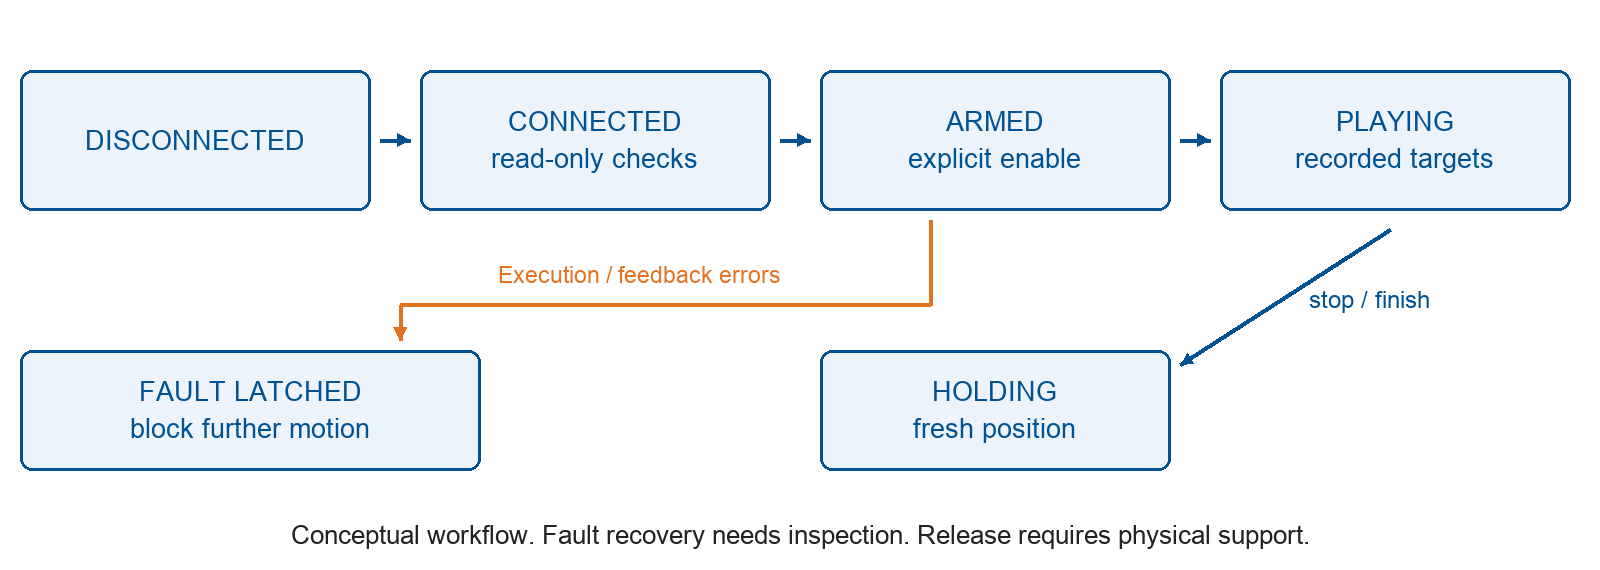 DISCONNECTED
CONNECTED
read-only checks
ARMED
explicit enable
PLAYING
recorded targets
Execution / feedback errors
stop / finish
FAULT LATCHED
block further motion
HOLDING
fresh position
Conceptual workflow. Fault recovery needs inspection. Release requires physical support.